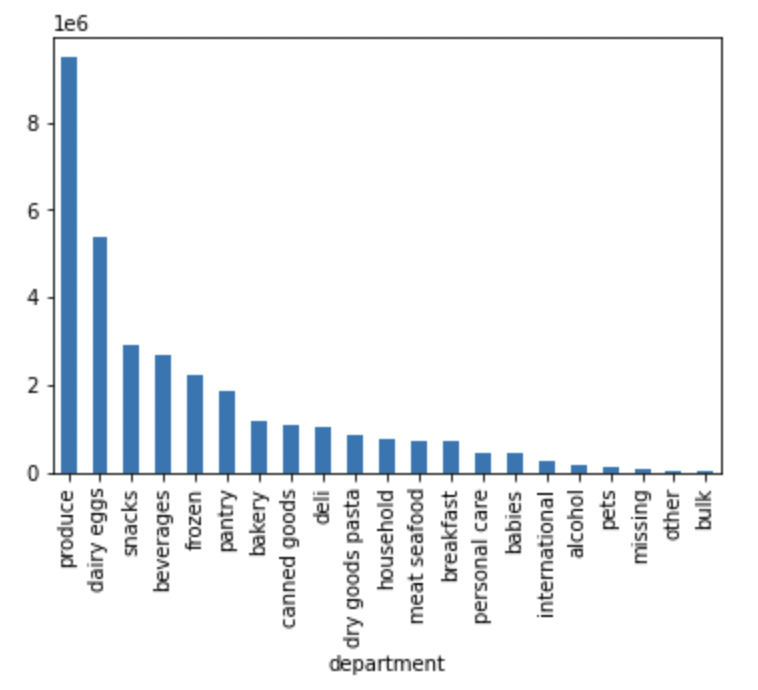 1e6
8
6
4
2
0
produce
dairy eggs
snacks
beverages
frozen
pantry
bakery
canned goods
deli
dry goods pasta
household
meat seafood
breakfast
personal care
babies
international
alcohol
pets
missing
other
bulk
department